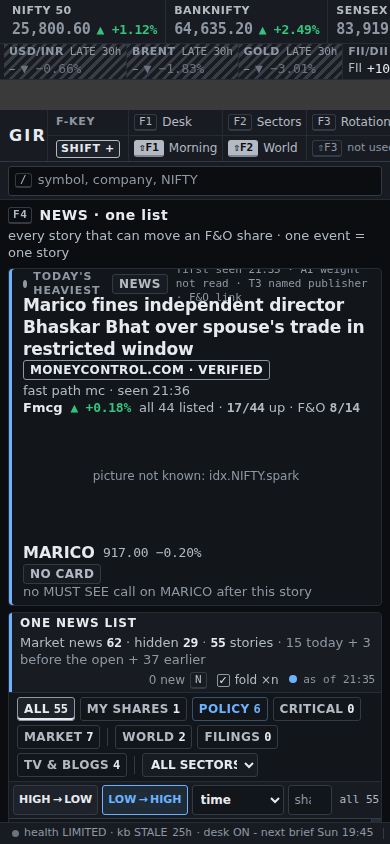 NIFTY 50 BANKNIFTY SENSEX
25,800.60 ▲ +1.12% 64,635.20 ▲ +2.49% 83,919
USD/INR LATE 30h BRENT LATE 30h GOLD LATE 30h FII/DII
– ▼ −0.66% – ▼ −1.83% – ▼ −3.01% FII +10
GIR F-KEY F1 Desk F2 Sectors F3 Rotation
SHIFT + ⇧F1 Morning ⇧F2 World ⇧F3 not used
/ symbol, company, NIFTY
F4 NEWS · one list
every story that can move an F&O share · one event =
one story
TODAY'S HEAVIEST NEWS first seen 21:35 · AI weight
not read · T3 named publisher
· F&O link
Marico fines independent director
Bhaskar Bhat over spouse's trade in
restricted window
MONEYCONTROL.COM · VERIFIED
fast path mc · seen 21:36
Fmcg ▲ +0.18% all 44 listed · 17/44 up · F&O 8/14
picture not known: idx.NIFTY.spark
MARICO 917.00 −0.20%
NO CARD
no MUST SEE call on MARICO after this story
ONE NEWS LIST
Market news 62 · hidden 29 · 55 stories · 15 today + 3
before the open + 37 earlier
0 new N ✓ fold ×n as of 21:35
ALL 55 MY SHARES 1 POLICY 6 CRITICAL 0
MARKET 7 WORLD 2 FILINGS 0
TV & BLOGS 4 ALL SECTORS
HIGH → LOW LOW → HIGH time sha all 55
health LIMITED · kb STALE 25h · desk ON - next brief Sun 19:45